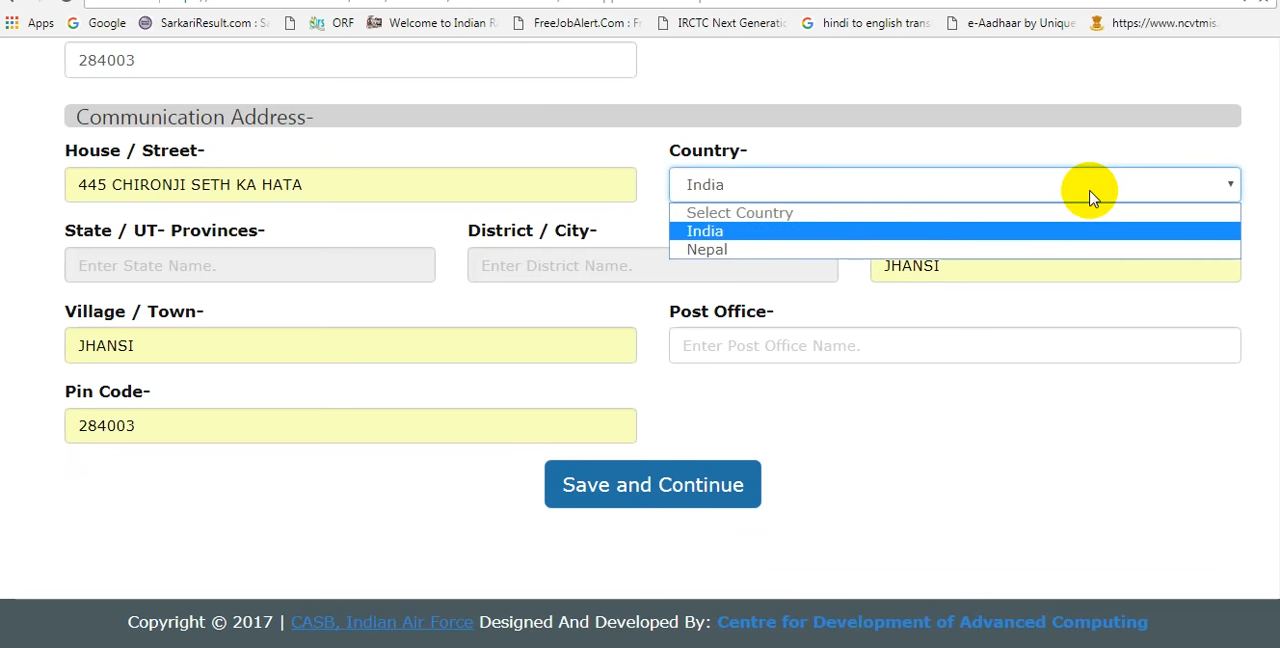 Apps Google SarkariResult.com : Sa ORF Welcome to Indian R FreeJobAlert.Com : Fr IRCTC Next Generati hindi to english trans e-Aadhaar by Unique https://www.ncvtmis.
284003
Communication Address-
House / Street- Country-
445 CHIRONJI SETH KA HATA India
Select Country
State / UT- Provinces- District / City- India
Nepal
Enter State Name. Enter District Name. JHANSI
Village / Town- Post Office-
JHANSI Enter Post Office Name.
Pin Code-
284003
Save and Continue
Copyright © 2017 | CASB, Indian Air Force Designed And Developed By: Centre for Development of Advanced Computing